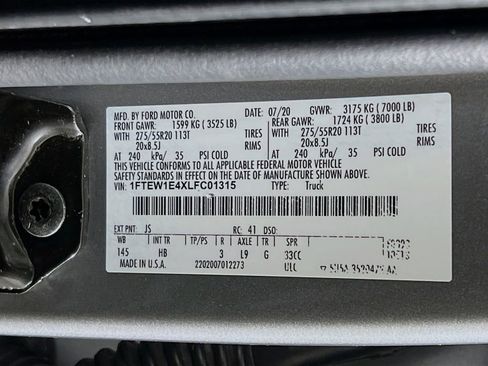 MFD. BY FORD MOTOR CO. 07/20 GVWR: 3175 KG ( 7000 LB)
FRONT GAWR: 1599 KG ( 3525 LB) REAR GAWR: 1724 KG ( 3800 LB)
WITH 275/55R20 113T TIRES WITH 275/55R20 113T TIRES
20x8.5J RIMS 20x8.5J RIMS
AT 240 kPa/ 35 PSI COLD AT 240 kPa/ 35 PSI COLD
THIS VEHICLE CONFORMS TO ALL APPLICABLE FEDERAL MOTOR VEHICLE
SAFETY STANDARDS IN EFFECT ON THE DATE OF MANUFACTURE SHOWN ABOVE.
VIN: 1FTEW1E4XLFC01315 TYPE: Truck
EXT PNT: JS RC: 41 DSO:
WB INT TR TP/PS R AXLE TR SPR
145 HB 3 L9 G 33CC
MADE IN U.S.A. 2202007012273 ULC